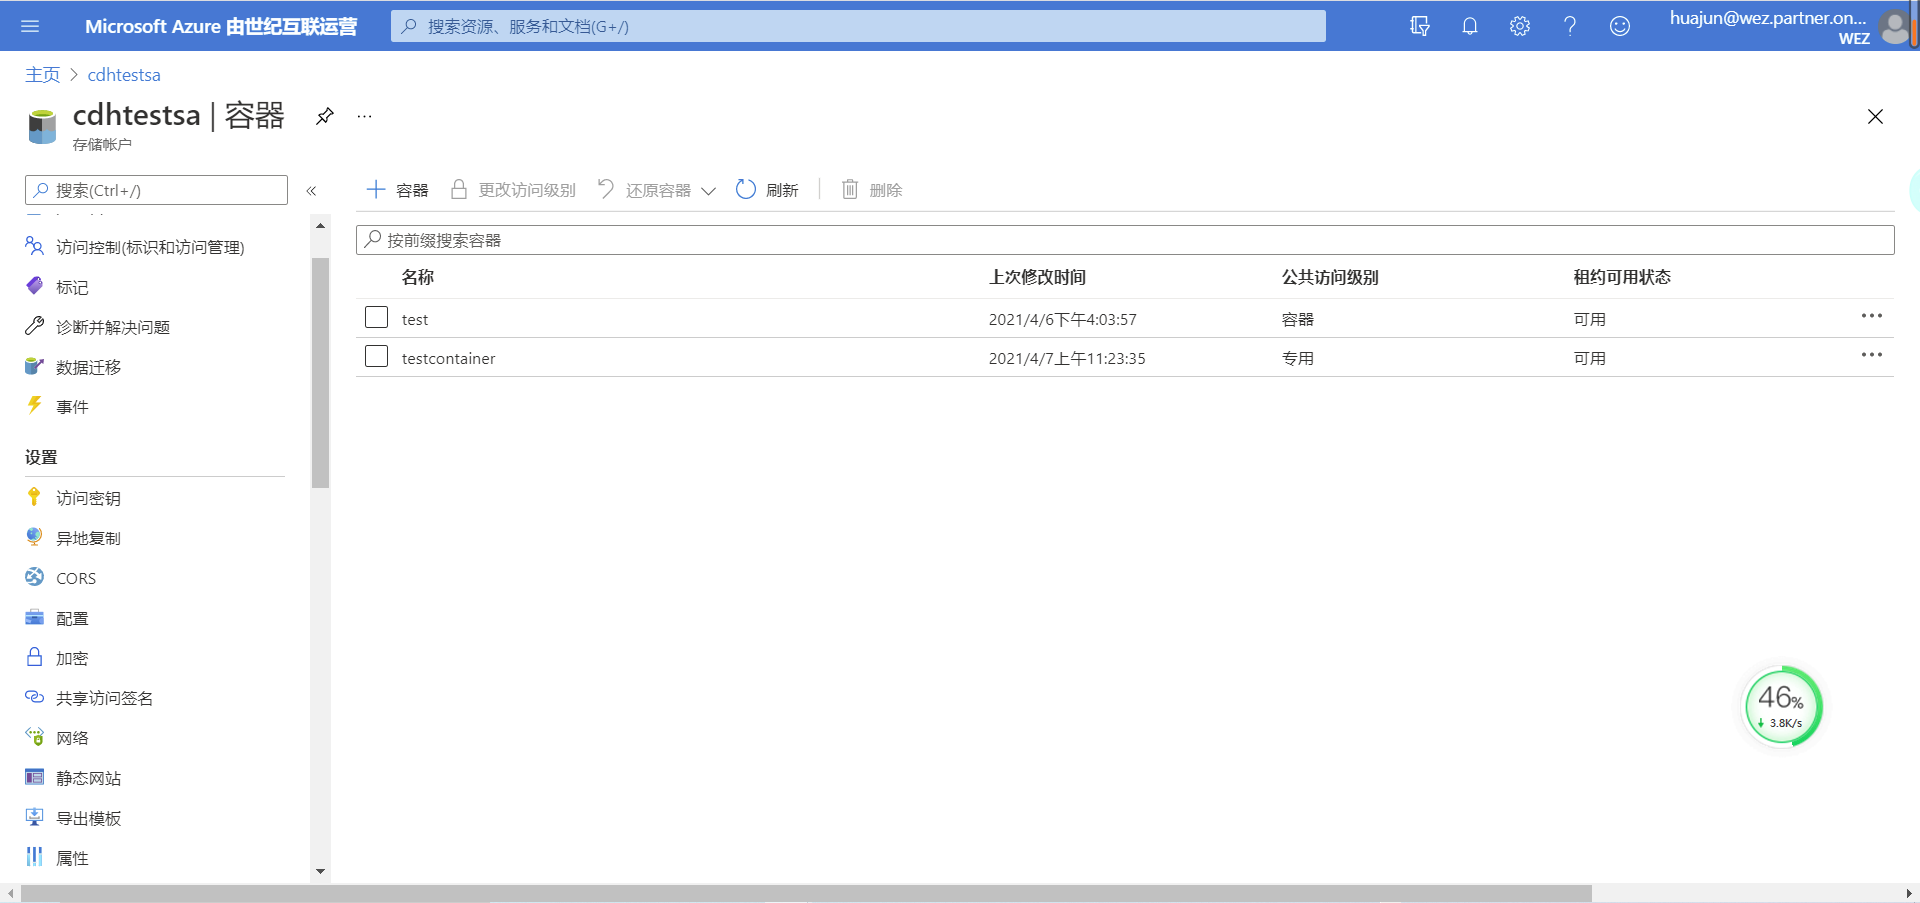 Microsoft Azure 由世纪互联运营
搜索资源、服务和文档(G+/)
huajun@wez.partner.on...
WEZ
主页 > cdhtestsa
cdhtestsa | 容器
存储帐户
搜索(Ctrl+/)
容器 更改访问级别 还原容器 刷新 删除
按前缀搜索容器
名称 上次修改时间 公共访问级别 租约可用状态
test 2021/4/6下午4:03:57 容器 可用
testcontainer 2021/4/7上午11:23:35 专用 可用
访问控制(标识和访问管理)
标记
诊断并解决问题
数据迁移
事件
设置
访问密钥
异地复制
CORS
配置
加密
共享访问签名
网络
静态网站
导出模板
属性
46%
3.8K/s